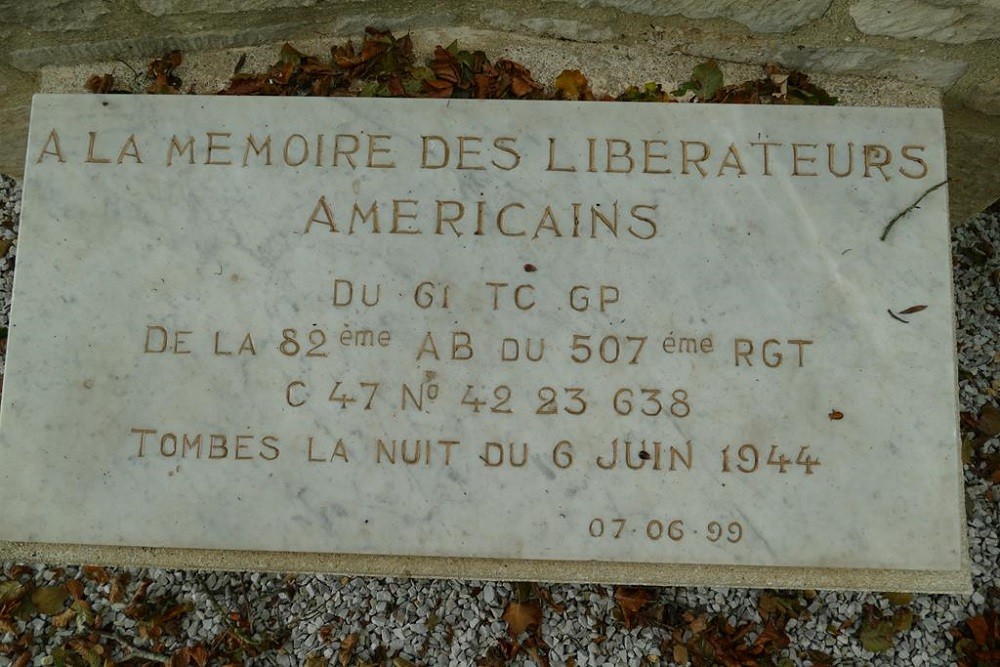 A LA MEMOIRE DES LIBERATEURS
AMERICAINS
DU 61 TC GP
DE LA 82 ème AB DU 507 éme RGT
C 47 Nº 42 23 638
TOMBES LA NUIT DU 6 JUIN 1944
07·06·99